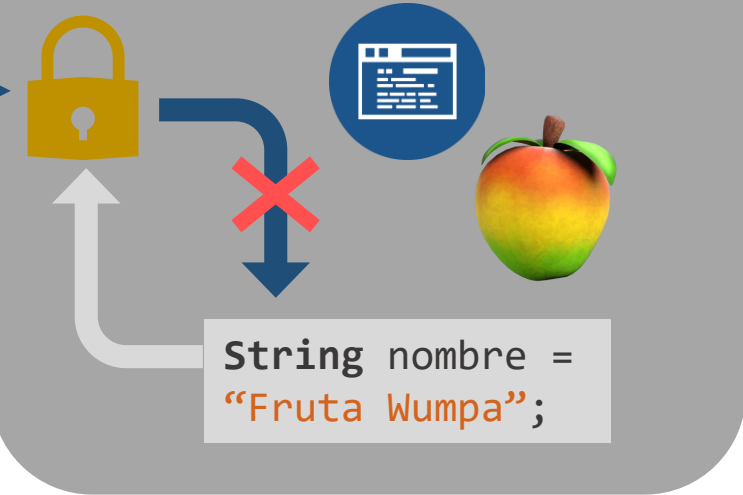 String nombre =
“Fruta Wumpa”;